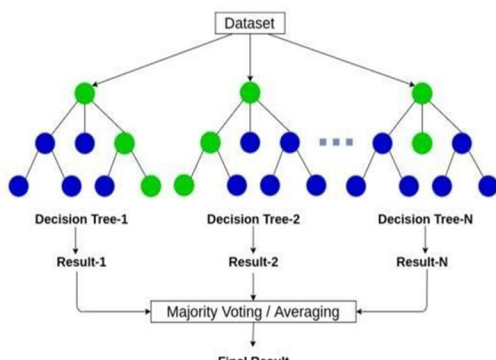 Dataset
Decision Tree-1 Decision Tree-2 Decision Tree-N
Result-1 Result-2 Result-N
Majority Voting / Averaging
Final Result